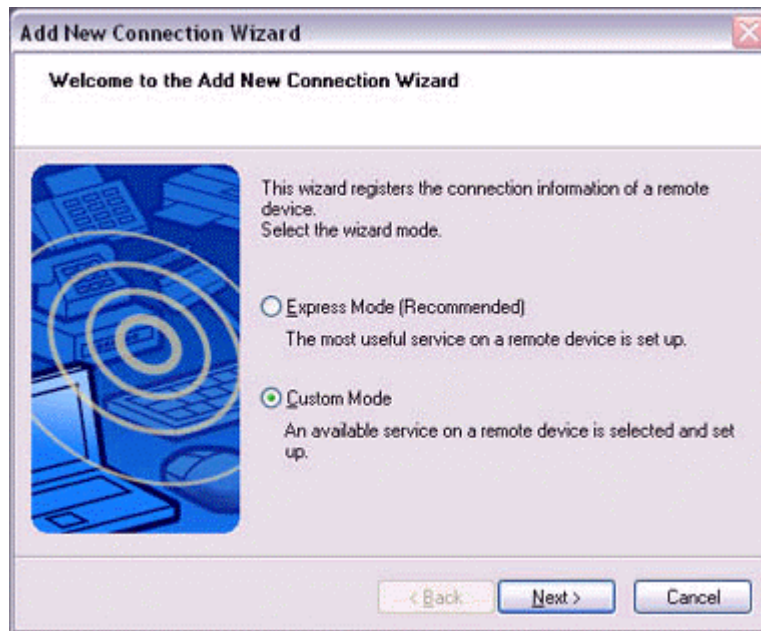 Add New Connection Wizard
Welcome to the Add New Connection Wizard
This wizard registers the connection information of a remote
device.
Select the wizard mode.
Express Mode (Recommended)
The most useful service on a remote device is set up.
Custom Mode
An available service on a remote device is selected and set
up.
< Back
Next >
Cancel